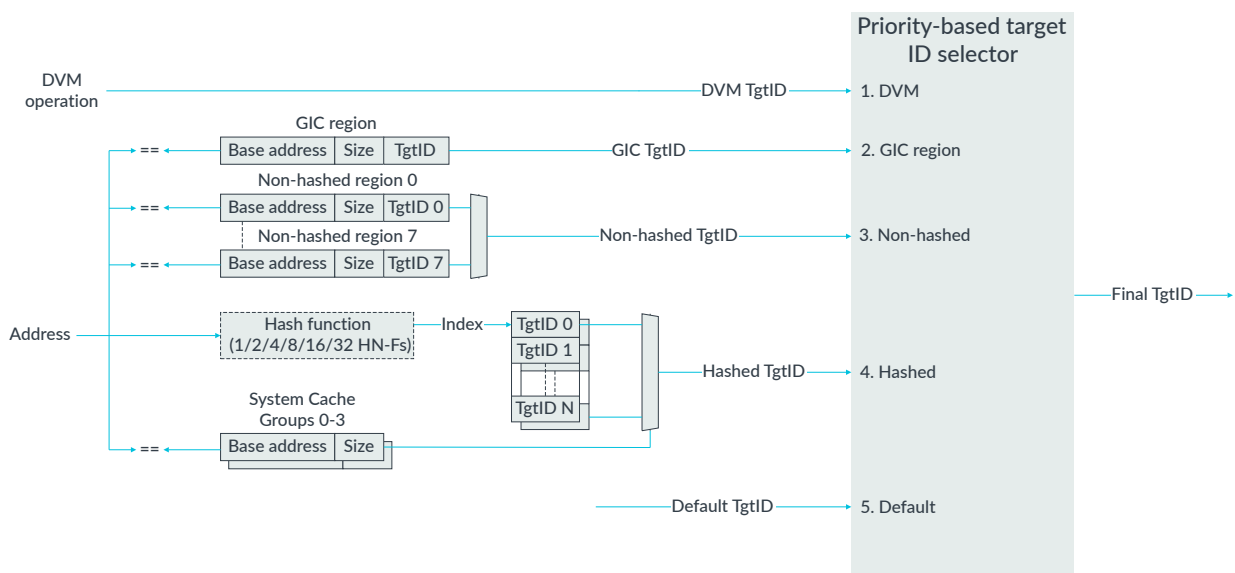 Priority-based target
ID selector
DVM
operation
DVM TgtID
1. DVM
GIC region
==
Base address
Size
TgtID
GIC TgtID
2. GIC region
Non-hashed region 0
==
Base address
Size
TgtID 0
Non-hashed region 7
Non-hashed TgtID
3. Non-hashed
==
Base address
Size
TgtID 7
Final TgtID
Address
Hash function
(1/2/4/8/16/32 HN-Fs)
Index
TgtID 0
TgtID 1
TgtID N
Hashed TgtID
4. Hashed
System Cache
Groups 0-3
==
Base address
Size
Default TgtID
5. Default